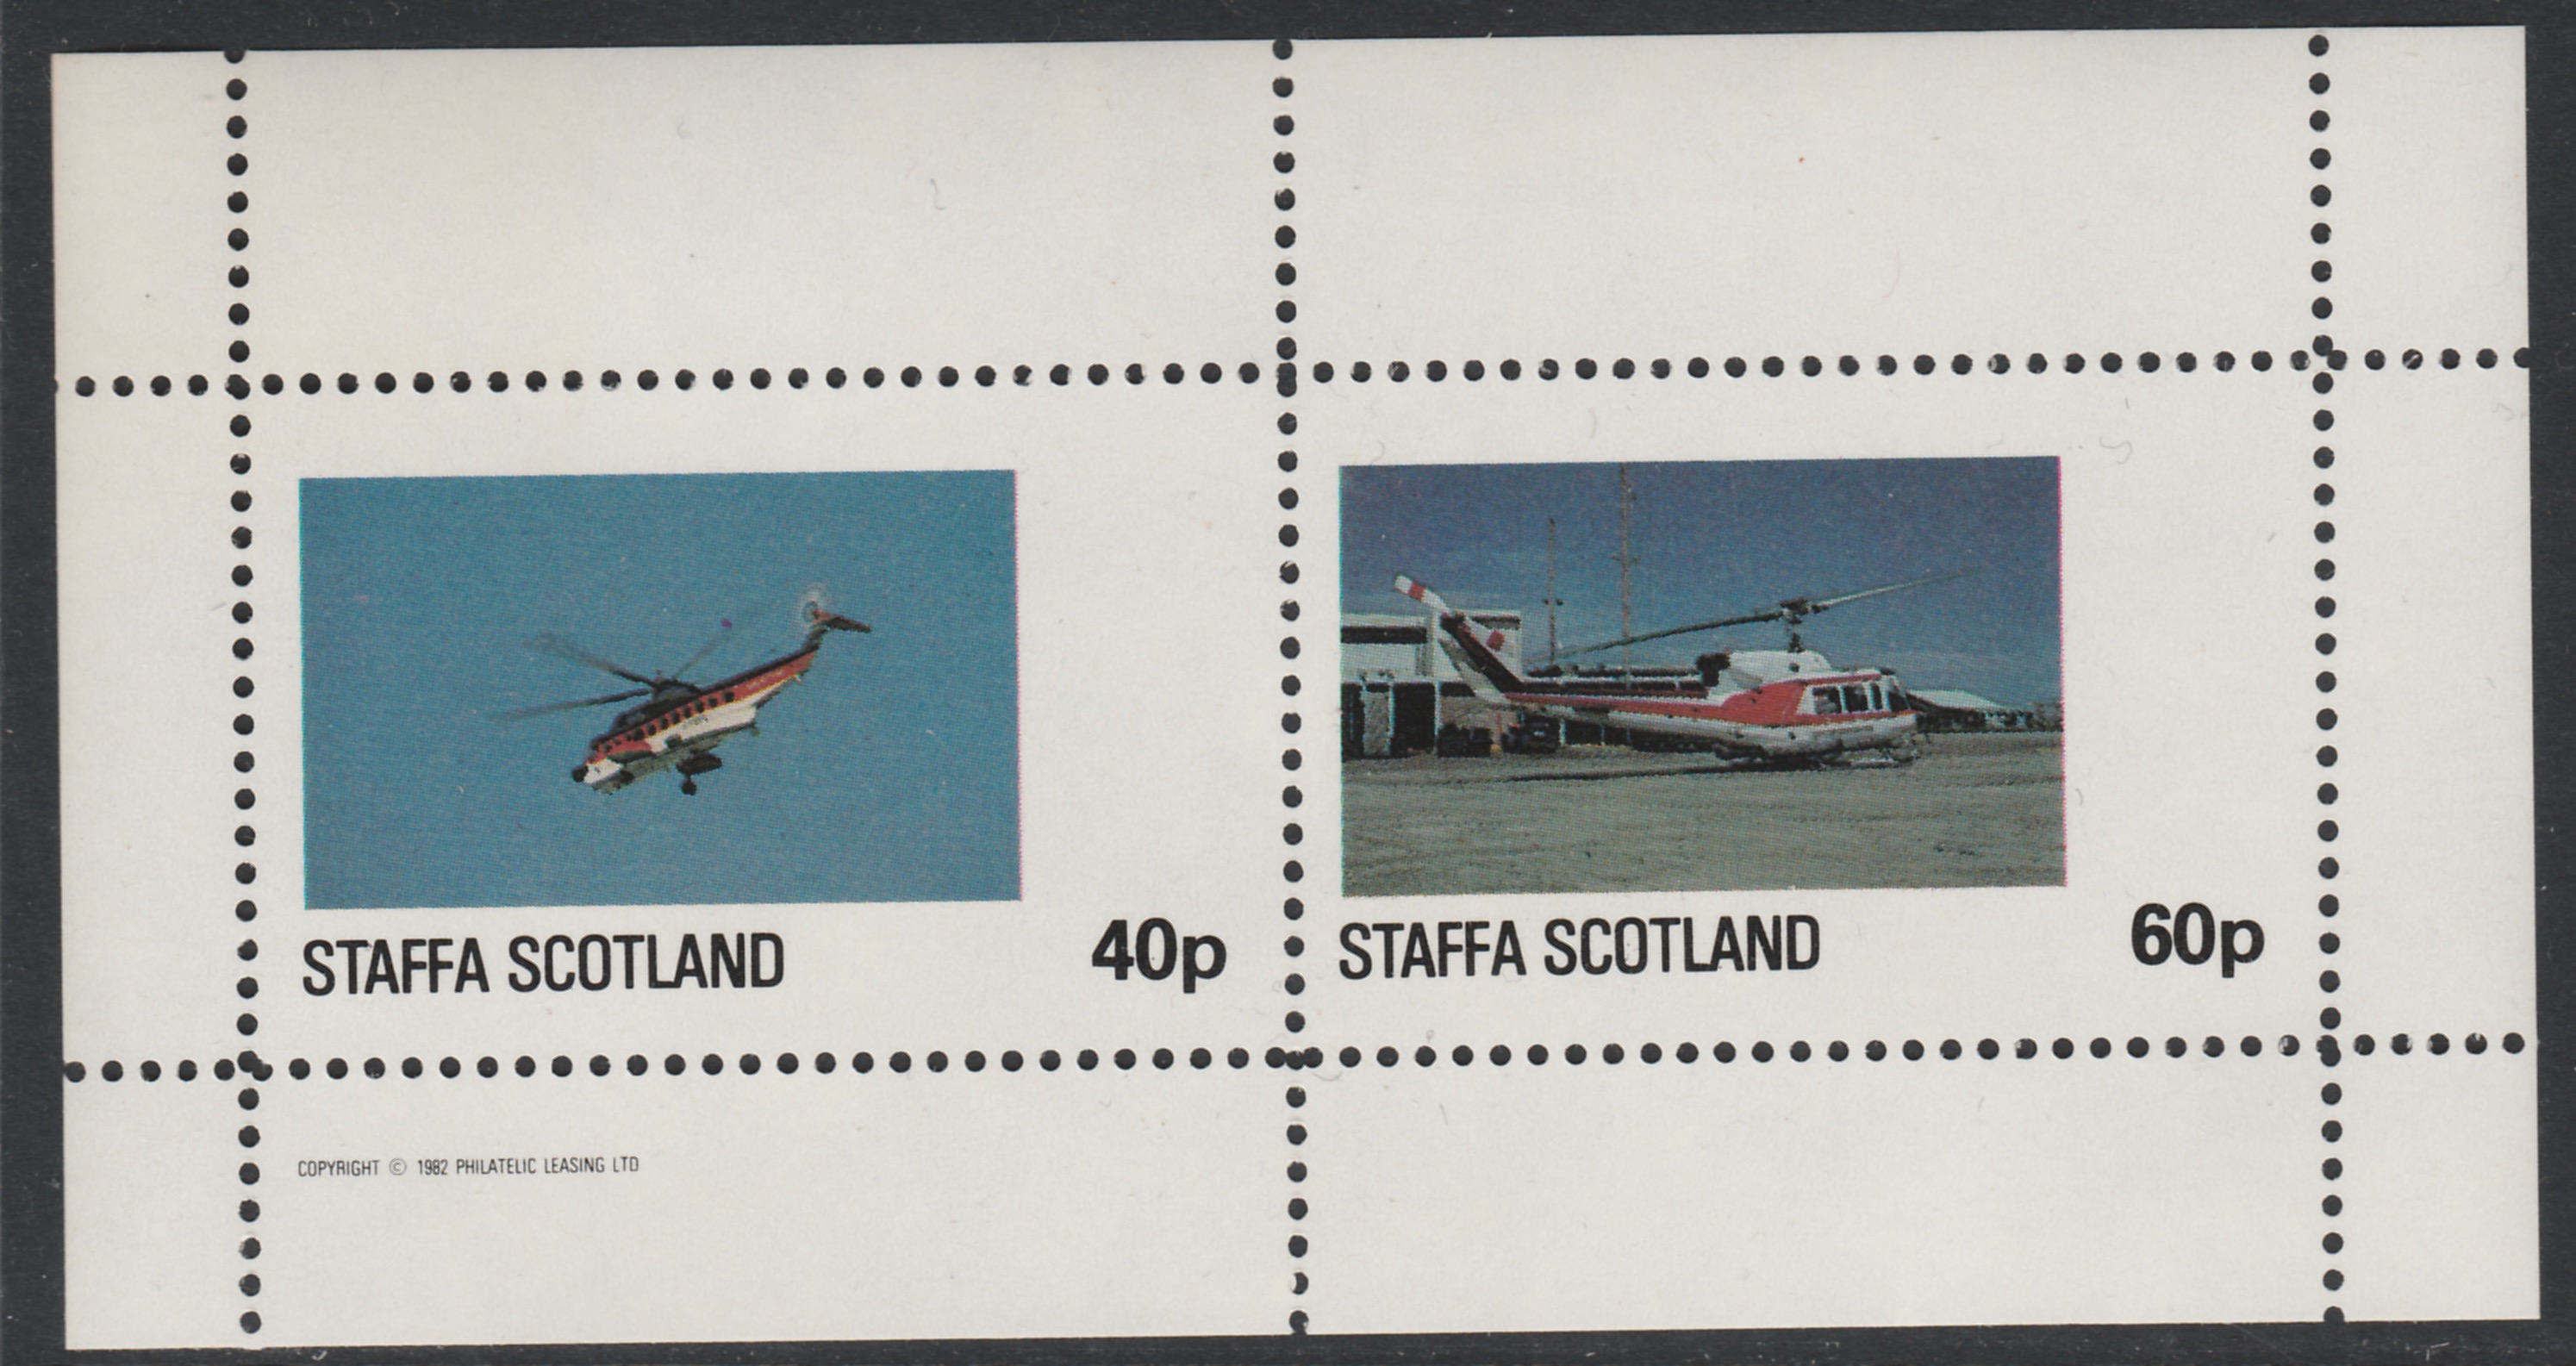 STAFFA SCOTLAND 40p
STAFFA SCOTLAND 60p
COPYRIGHT © 1982 PHILATELIC LEASING LTD